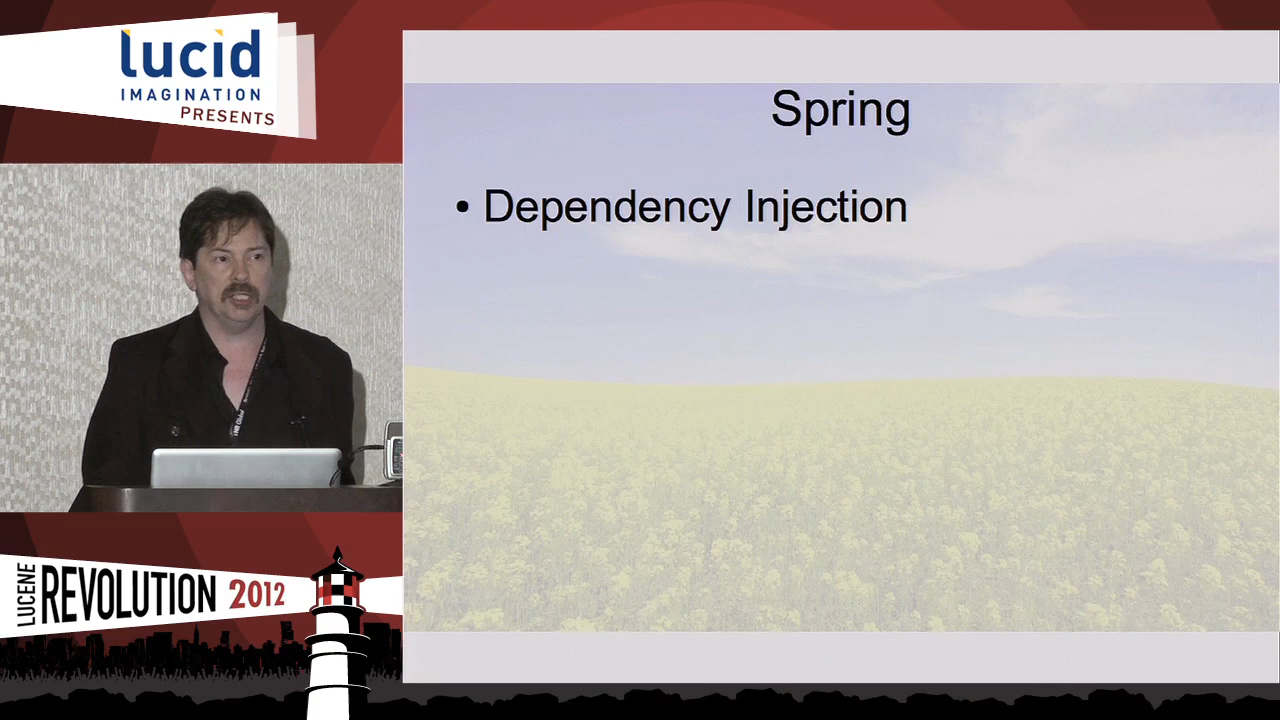 lucid
IMAGINATION
PRESENTS
Spring
• Dependency Injection
LUCENE
REVOLUTION 2012